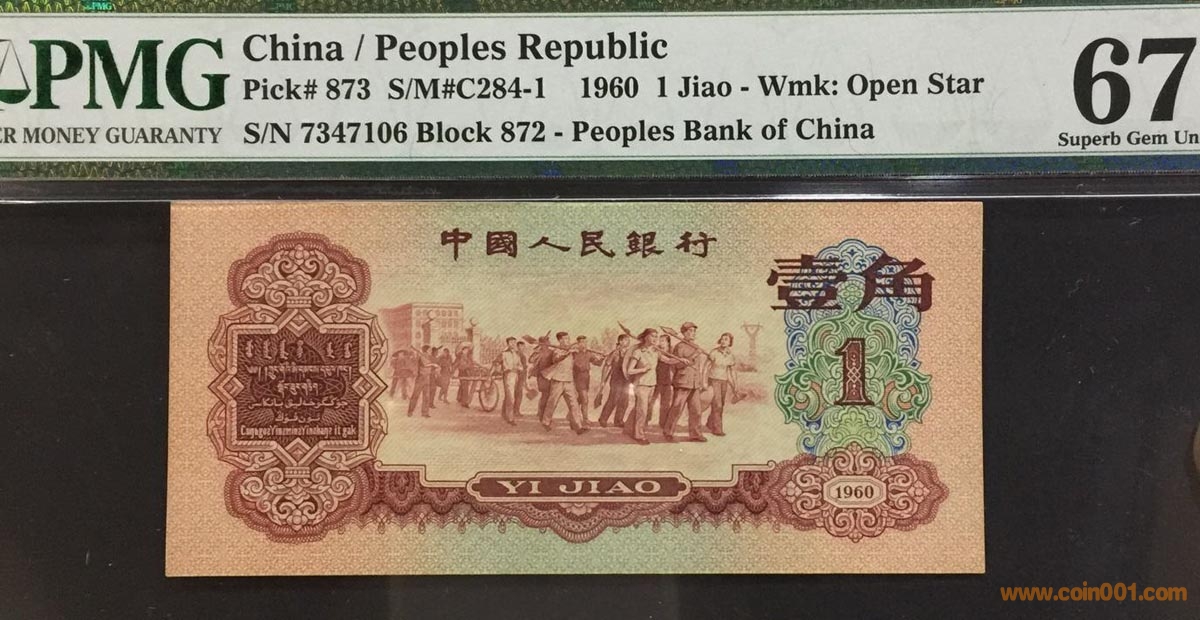 PMG
China / Peoples Republic
67
Pick# 873 S/M#C284-1 1960 1 Jiao - Wmk: Open Star
ER MONEY GUARANTY
S/N 7347106 Block 872 - Peoples Bank of China
Superb Gem Un
中國人民銀行
壹角
1
YI JIAO
1960
www.coin001.com